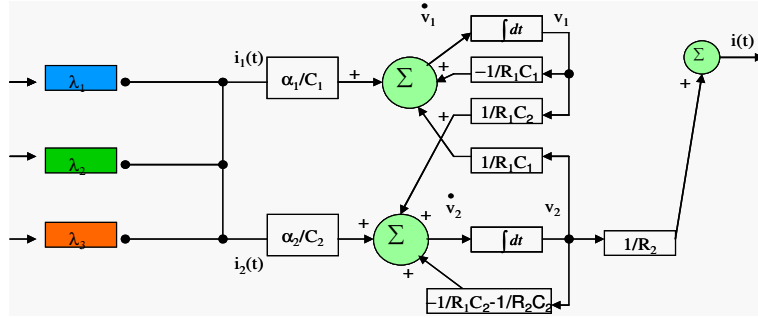 v̇₁ v₁
∫ dt
i(t)
Σ
i₁(t)
λ₁
α₁/C₁
+
Σ
+
−1/R₁C₁
+
+
1/R₁C₂
λ₂
1/R₁C₁
v̇₂
v₂
λ₃
α₂/C₂
+
Σ
+
∫ dt
1/R₂
i₂(t)
+
−1/R₁C₂-1/R₂C₂